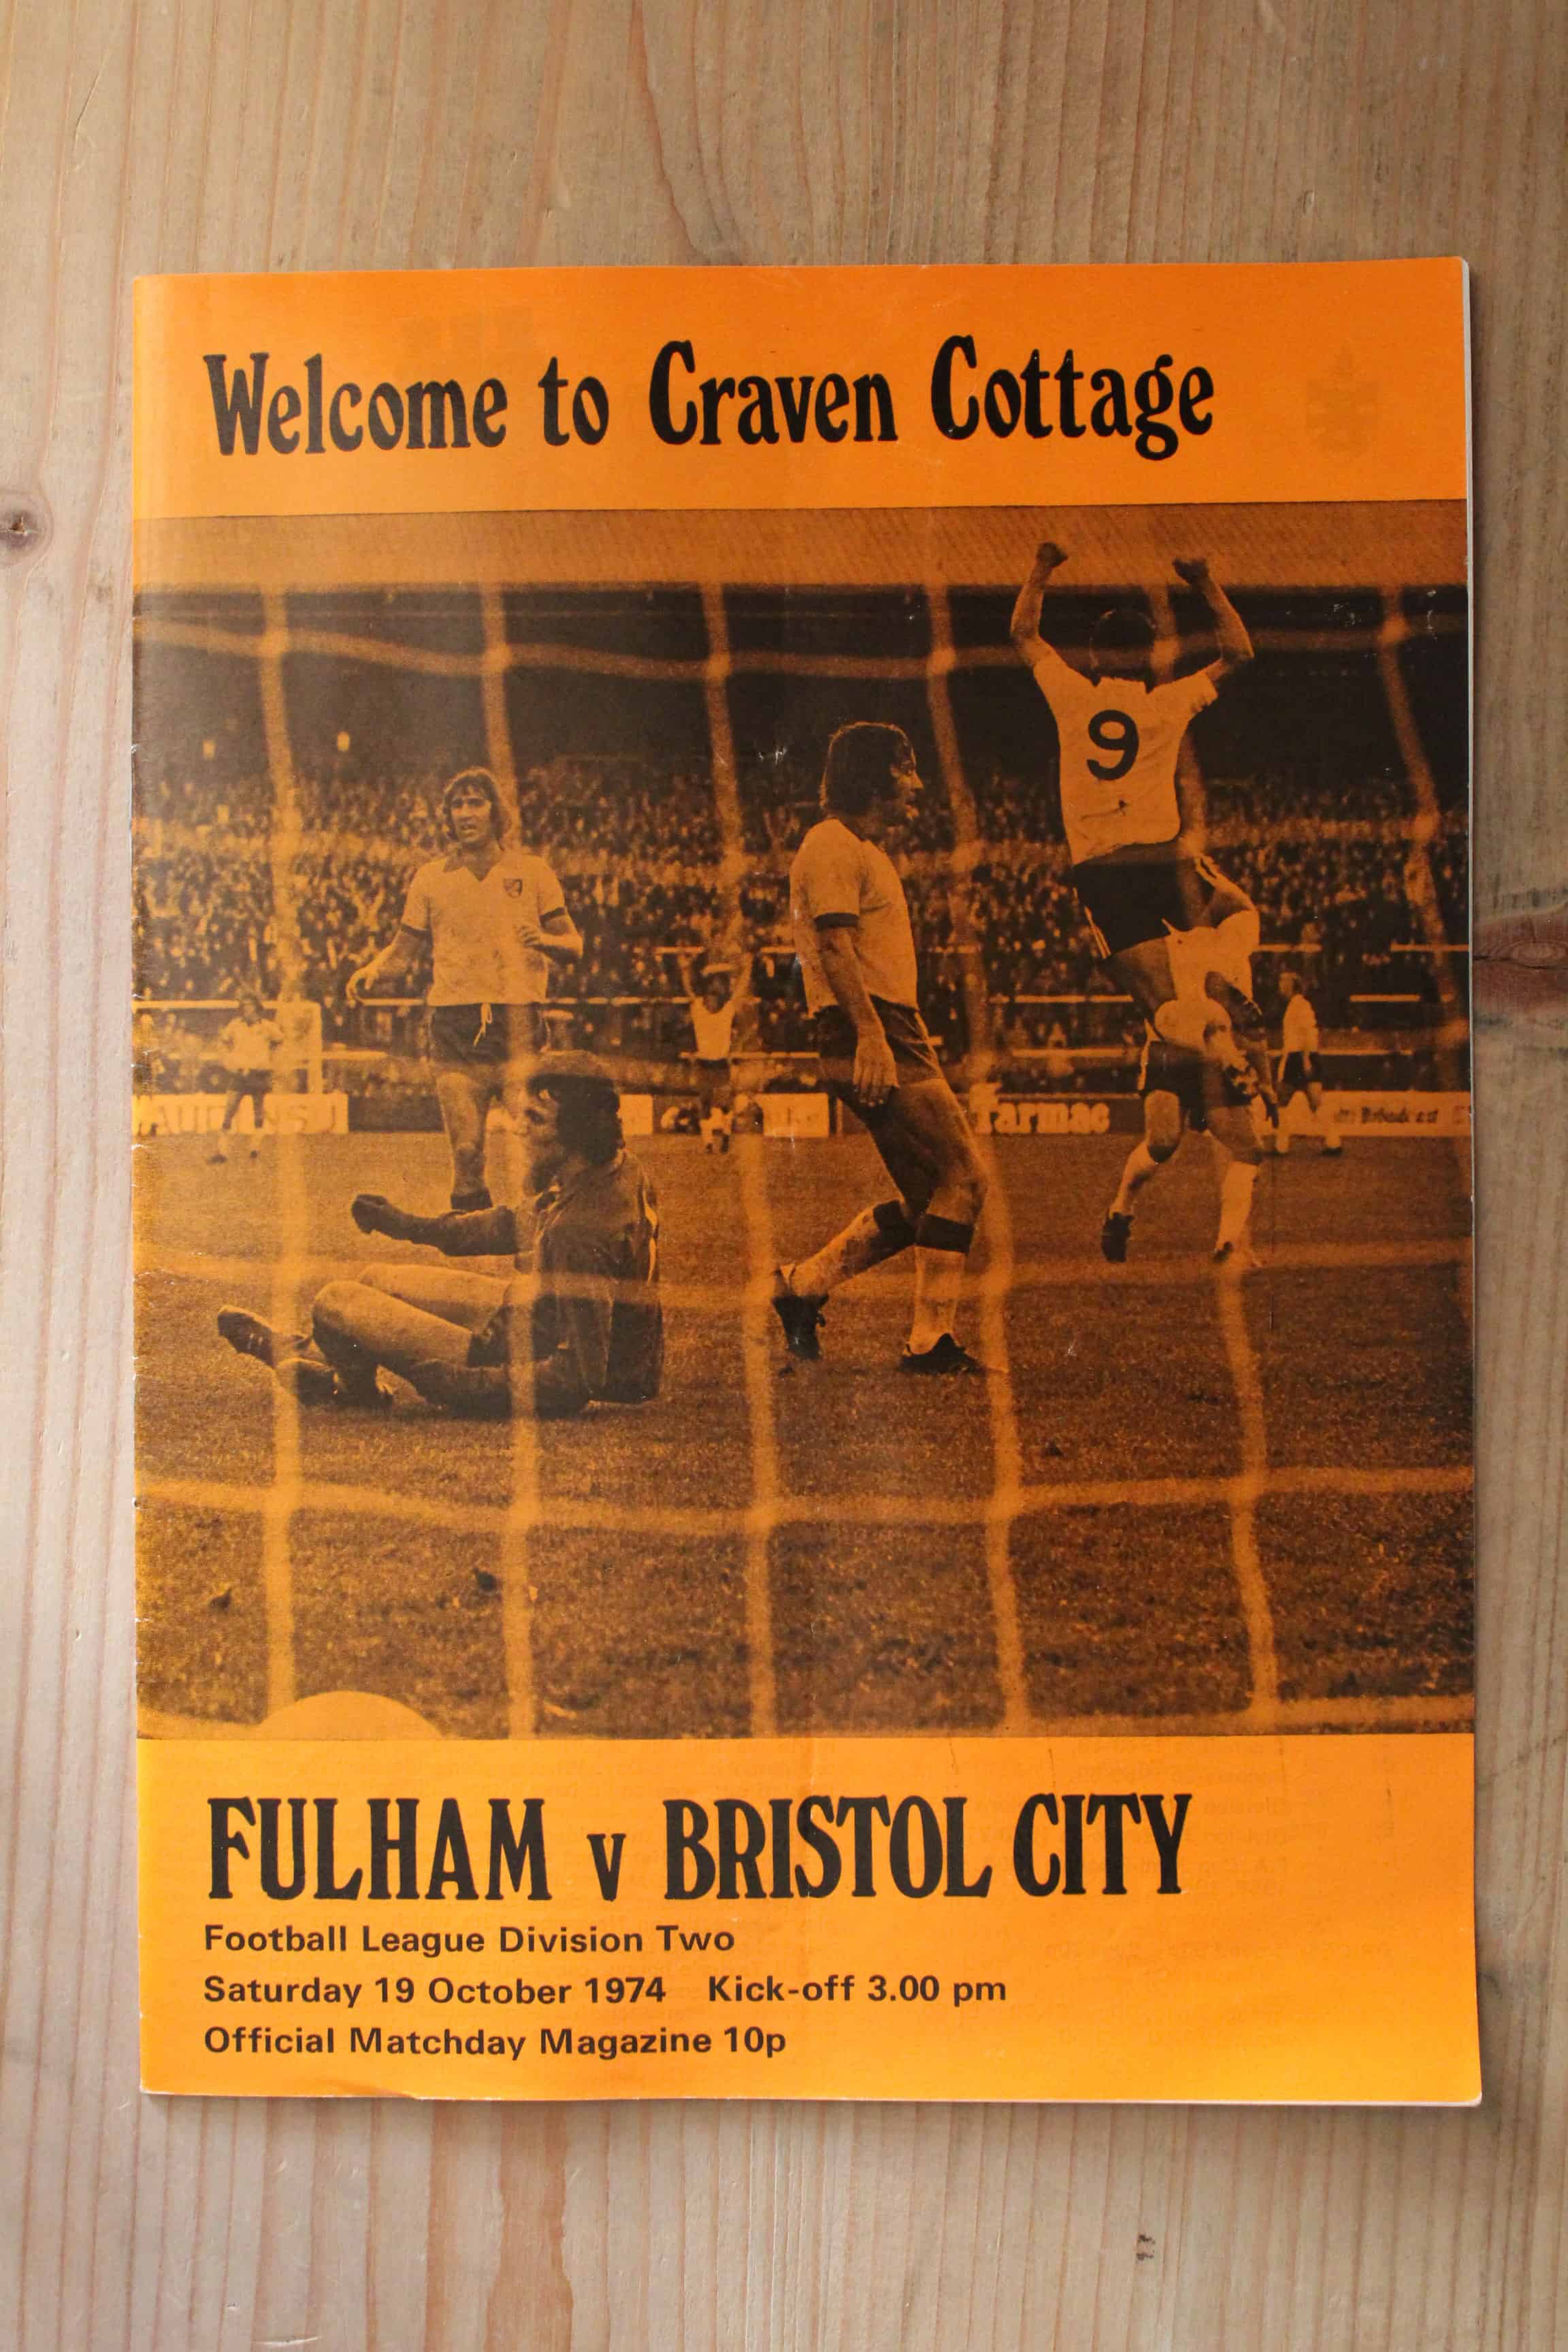 Welcome to Craven Cottage
9
Tarmac
FULHAM v BRISTOL CITY
Football League Division Two
Saturday 19 October 1974 Kick-off 3.00 pm
Official Matchday Magazine 10p